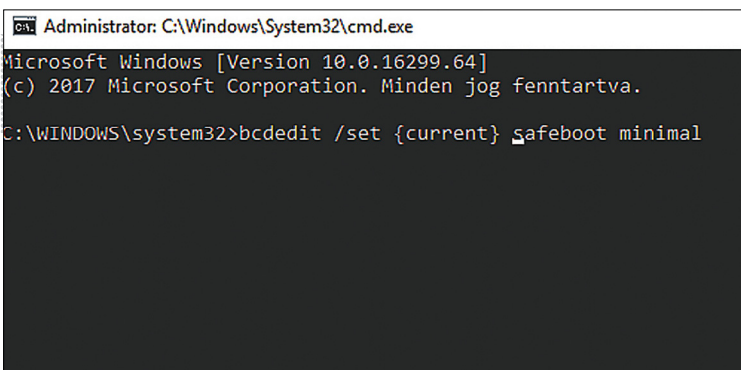 Administrator: C:\Windows\System32\cmd.exe
Microsoft Windows [Version 10.0.16299.64]
(c) 2017 Microsoft Corporation. Minden jog fenntartva.
C:\WINDOWS\system32>bcdedit /set {current} safeboot minimal